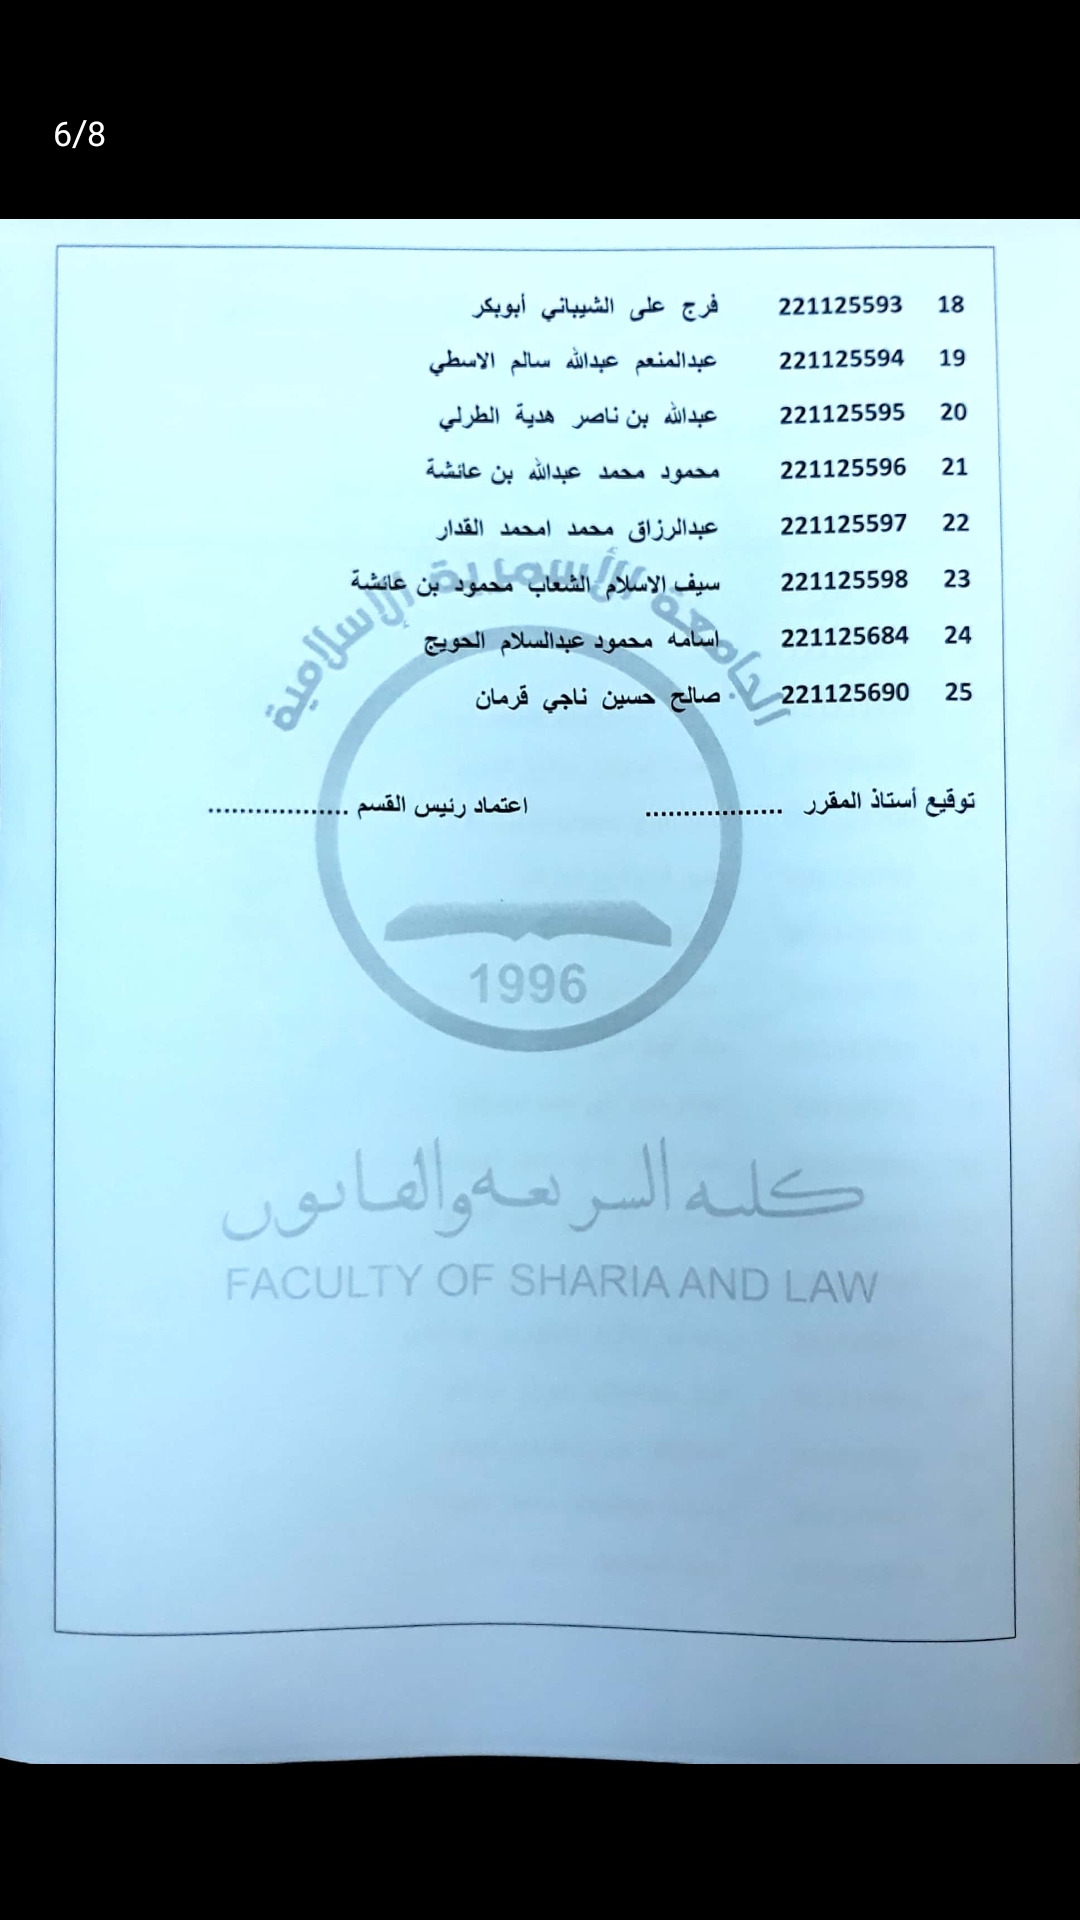 6/8
18 221125593 فرج على الشيباني أبوبكر
19 221125594 عبدالمنعم عبدالله سالم الاسطي
20 221125595 عبدالله بن ناصر هدية الطرلي
21 221125596 محمود محمد عبدالله بن عائشة
22 221125597 عبدالرزاق محمد امحمد القدار
23 221125598 سيف الاسلام الشعاب محمود بن عائشة
24 221125684 اسامه محمود عبدالسلام الحويج
25 221125690 صالح حسين ناجي قرمان
الجامعة الأسمرية الإسلامية
توقيع أستاذ المقرر .................. اعتماد رئيس القسم ..................
1996
كلية الشريعة والقانون
FACULTY OF SHARIA AND LAW